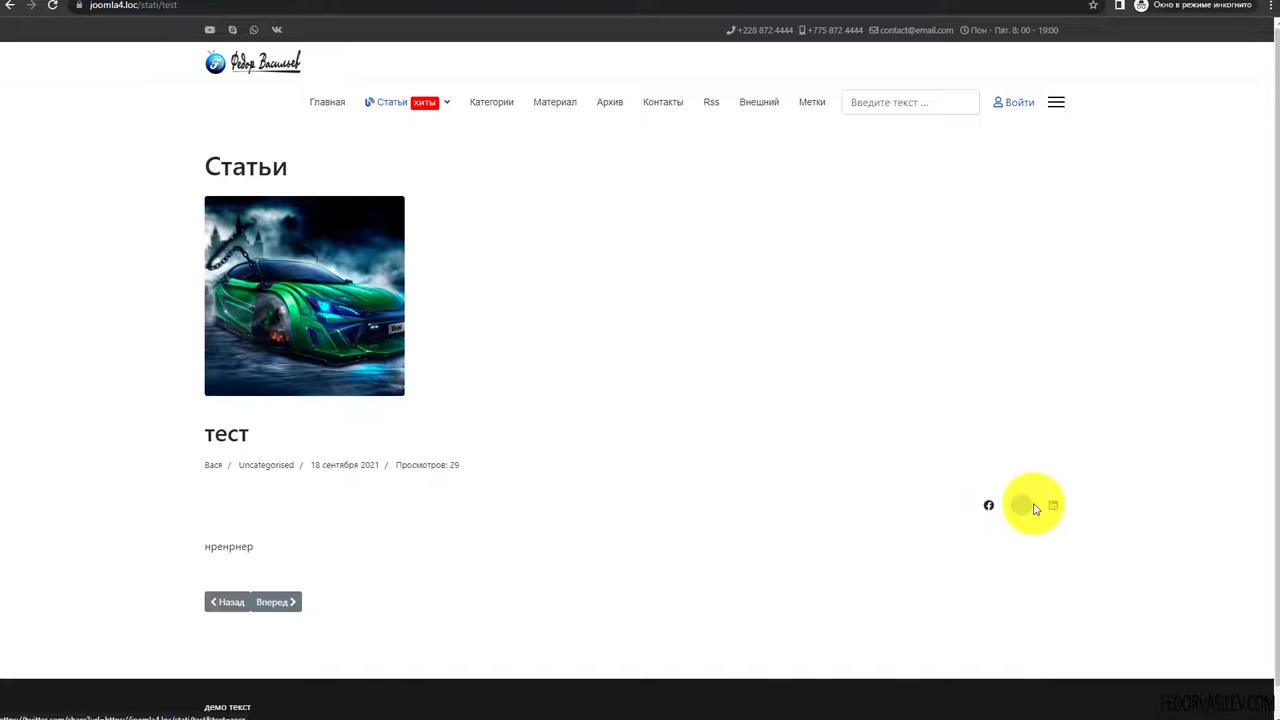 joomla4.loc/stati/test
Окно в режиме инкогнито
+228 872 4444 +775 872 4444 contact@email.com Пон - Пят. 8: 00 - 19:00
Федор Васильев
Главная Статьи ХИТЫ Категории Материал Архив Контакты Rss Внешний Метки Введите текст ... Войти
Статьи
тест
Вася / Uncategorised / 18 сентября 2021 / Просмотров: 29
нренрнер
Назад Вперед
демо текст
FEDORVASILEV.COM